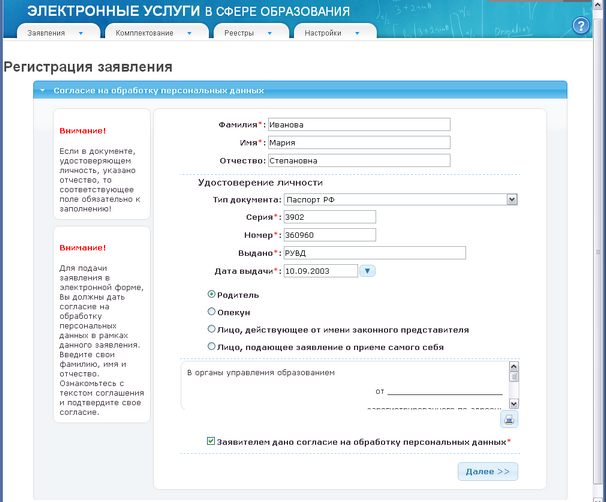 ЭЛЕКТРОННЫЕ УСЛУГИ В СФЕРЕ ОБРАЗОВАНИЯ
Заявления
Комплектование
Реестры
Настройки
?
Регистрация заявления
Согласие на обработку персональных данных
Внимание!
Если в документе,
удостоверяющем
личность, указано
отчество, то
соответствующее
поле обязательно к
заполнению!
Внимание!
Для подачи
заявления в
электронной форме,
Вы должны дать
согласие на
обработку
персональных
данных в рамках
данного заявления.
Введите свои
фамилию, имя и
отчество.
Ознакомьтесь с
текстом соглашения
и подтвердите свое
согласие.
Фамилия*: Иванова
Имя*: Мария
Отчество: Степановна
Удостоверение личности
Тип документа: Паспорт РФ
Серия*: 3902
Номер*: 360960
Выдано*: РУВД
Дата выдачи*: 10.09.2003
Родитель
Опекун
Лицо, действующее от имени законного представителя
Лицо, подающее заявление о приеме самого себя
В органы управления образованием
от ____________________
зарегистрированного по адресу:
Заявителем дано согласие на обработку персональных данных*
Далее >>